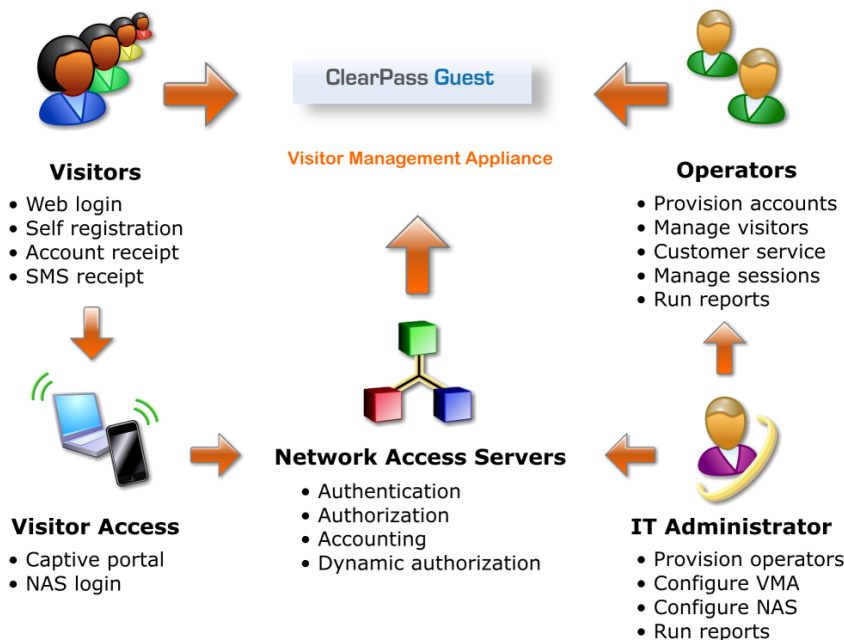 ClearPass Guest
Visitor Management Appliance
Visitors
• Web login
• Self registration
• Account receipt
• SMS receipt
Operators
• Provision accounts
• Manage visitors
• Customer service
• Manage sessions
• Run reports
Visitor Access
• Captive portal
• NAS login
Network Access Servers
• Authentication
• Authorization
• Accounting
• Dynamic authorization
IT Administrator
• Provision operators
• Configure VMA
• Configure NAS
• Run reports